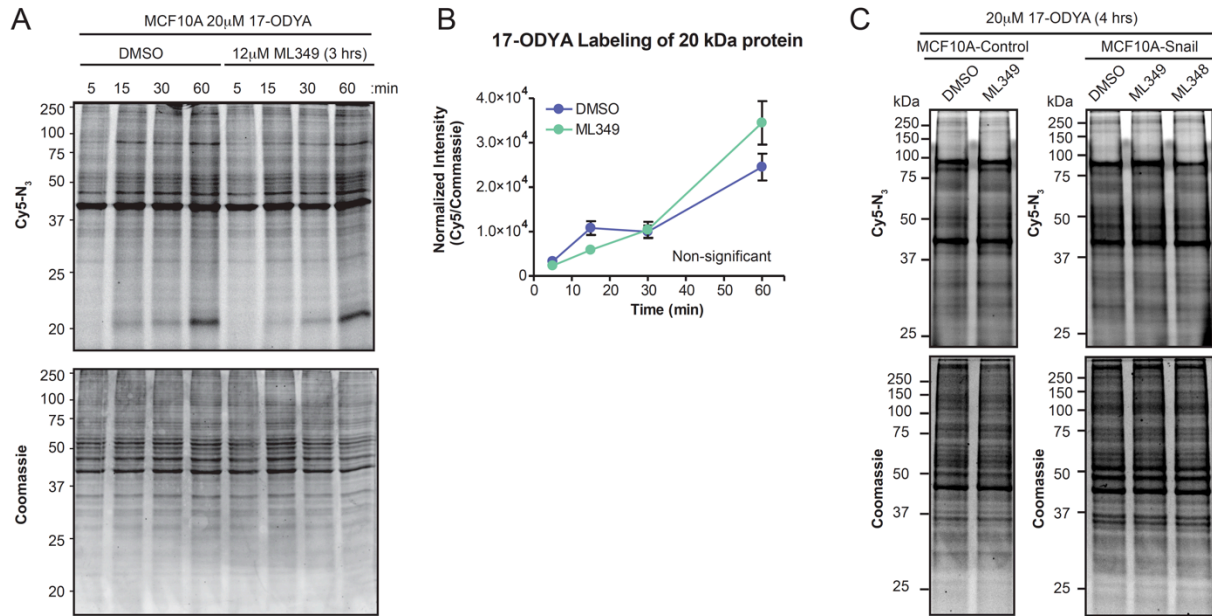 A
MCF10A 20μM 17-ODYA
DMSO 12μM ML349 (3 hrs)
5 15 30 60 5 15 30 60 :min
250
100
75
50
37
25
20
Cy5-N3
250
100
75
50
37
25
20
Coomassie
B
17-ODYA Labeling of 20 kDa protein
Normalized Intensity
(Cy5/Commassie)
4.0×10⁴
3.0×10⁴
2.0×10⁴
1.0×10⁴
0
DMSO
ML349
Non-significant
0 10 20 30 40 50 60
Time (min)
C
20μM 17-ODYA (4 hrs)
MCF10A-Control MCF10A-Snail
DMSO ML349 DMSO ML349 ML348
kDa
250
150
100
75
50
37
25
Cy5-N3
kDa
250
150
100
75
50
37
25
Cy5-N3
250
150
100
75
50
37
25
Coomassie
250
150
100
75
50
37
25
Coomassie